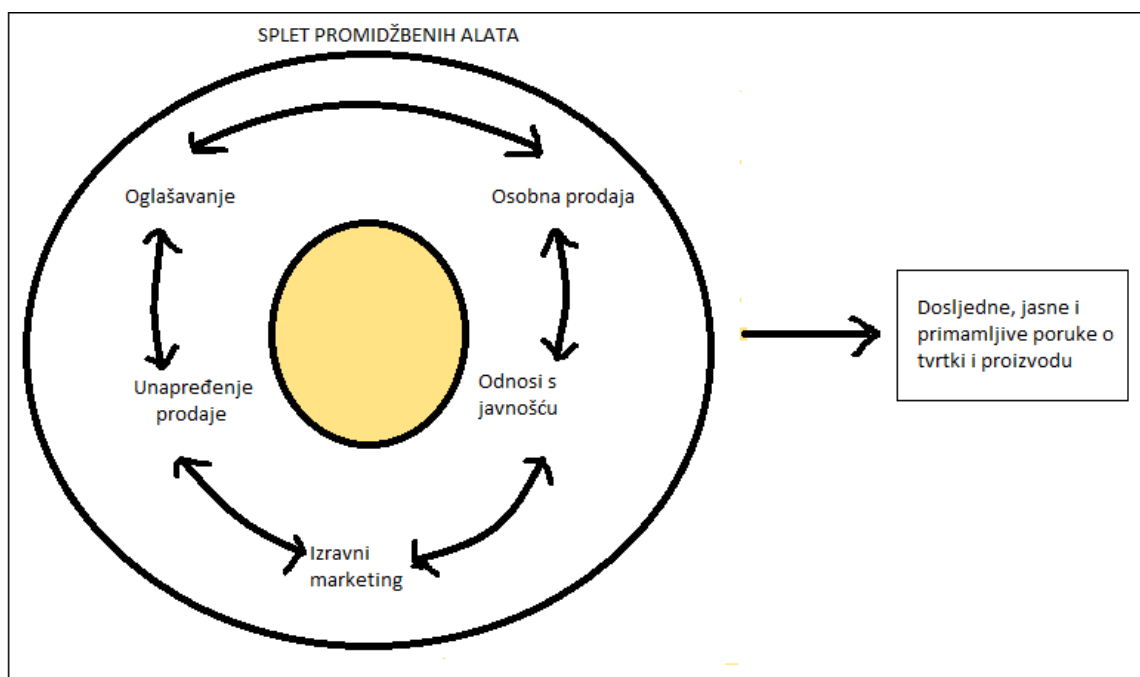 SPLET PROMIDŽBENIH ALATA
Oglašavanje
Osobna prodaja
Unapređenje
prodaje
Odnosi s
javnošću
Izravni
marketing
Dosljedne, jasne i
primamljive poruke o
tvrtki i proizvodu